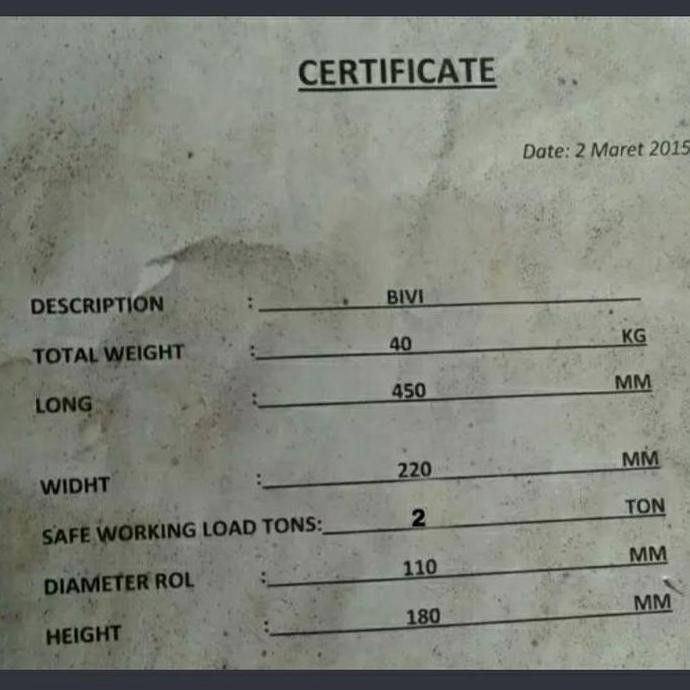 CERTIFICATE
Date: 2 Maret 2015
DESCRIPTION : BIVI
TOTAL WEIGHT : 40 KG
LONG : 450 MM
WIDHT : 220 MM
SAFE WORKING LOAD TONS: 2 TON
DIAMETER ROL : 110 MM
HEIGHT : 180 MM